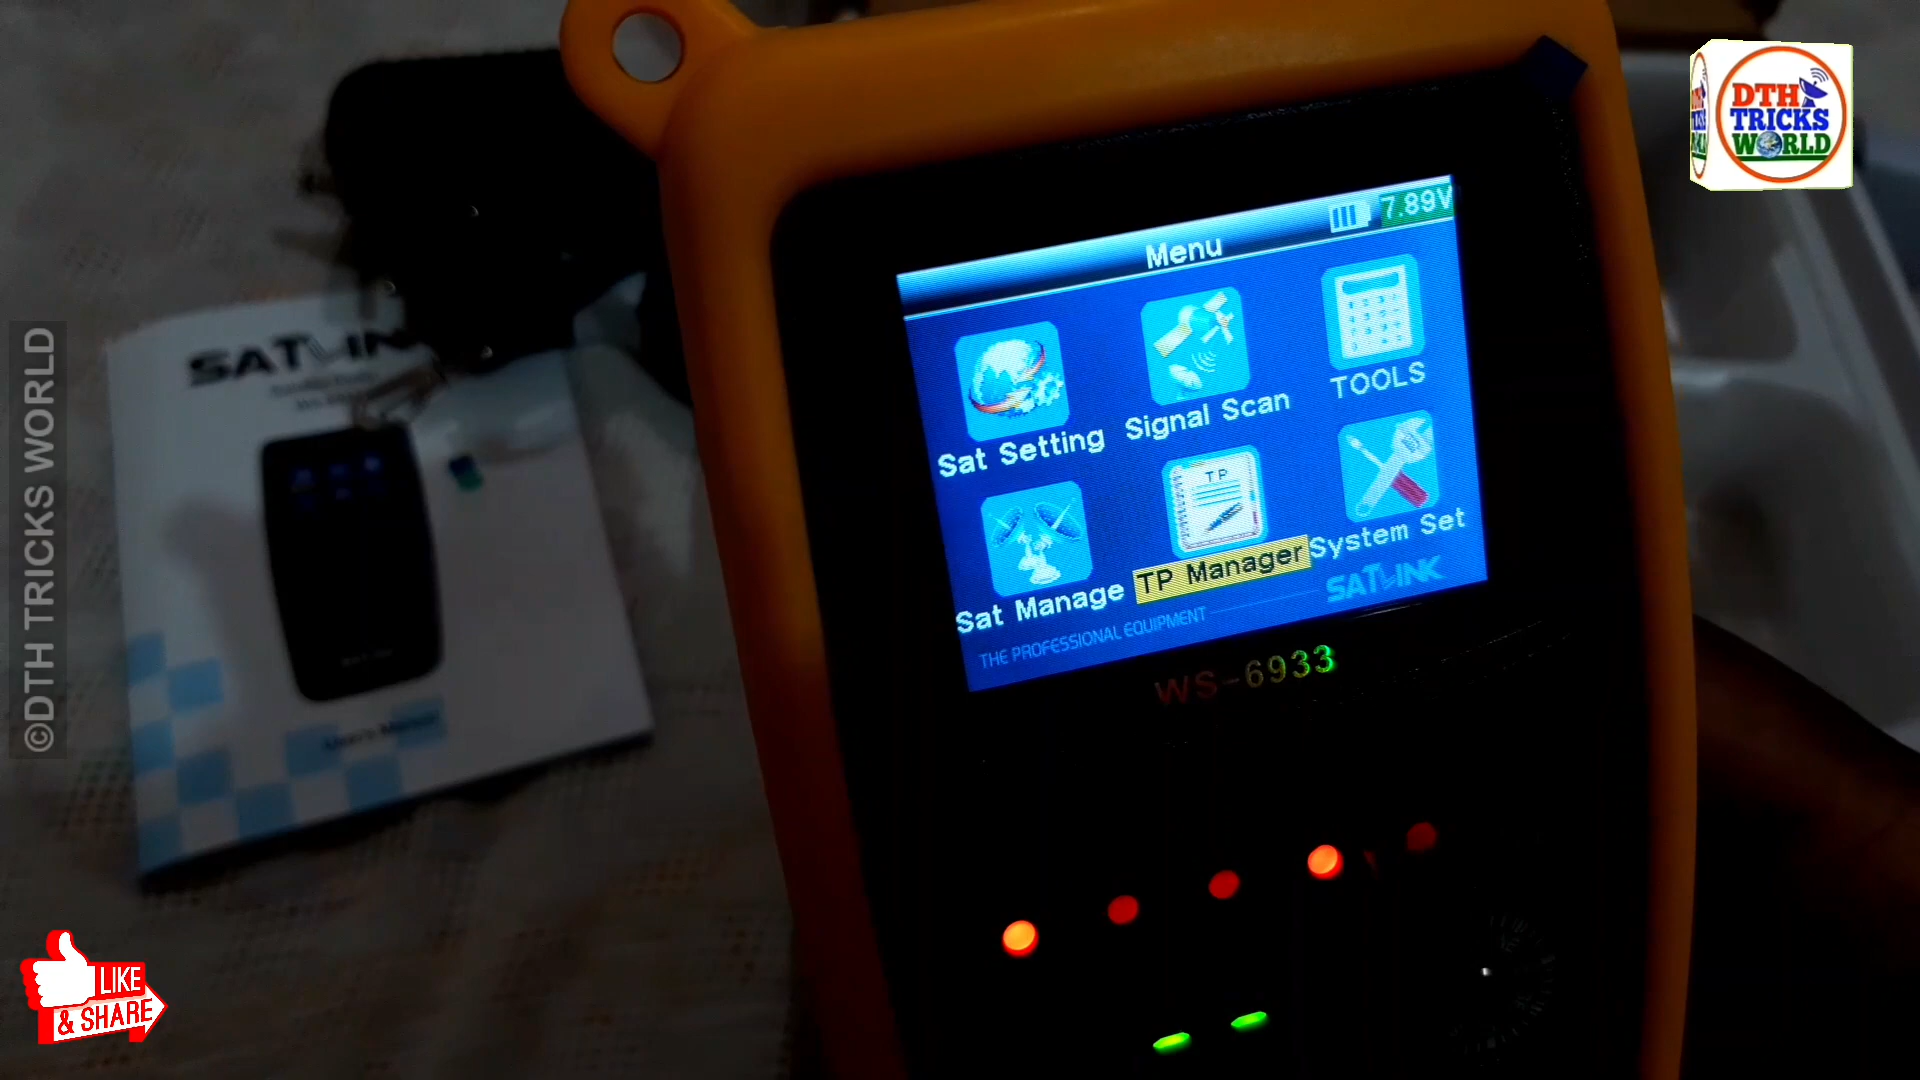 DTH
TRICKS
WORLD
7.89V
Menu
Sat Setting
Signal Scan
TOOLS
Sat Manage
TP
TP Manager
System Set
THE PROFESSIONAL EQUIPMENT
SATLINK
WS-6933
SATLINK
©DTH TRICKS WORLD
LIKE
& SHARE